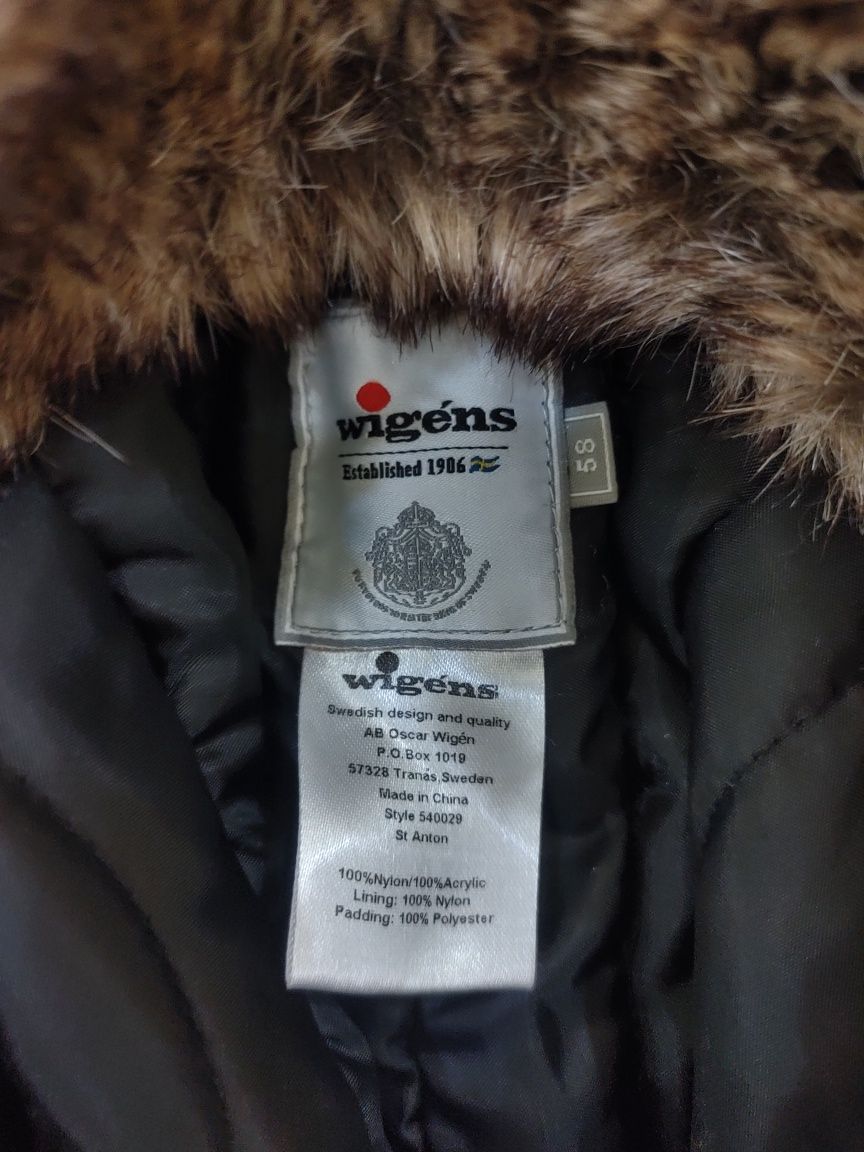 wigéns
Established 1906
58
wigéns
Swedish design and quality
AB Oscar Wigén
P.O.Box 1019
57328 Tranås,Sweden
Made in China
Style 540029
St Anton
100%Nylon/100%Acrylic
Lining: 100% Nylon
Padding: 100% Polyester